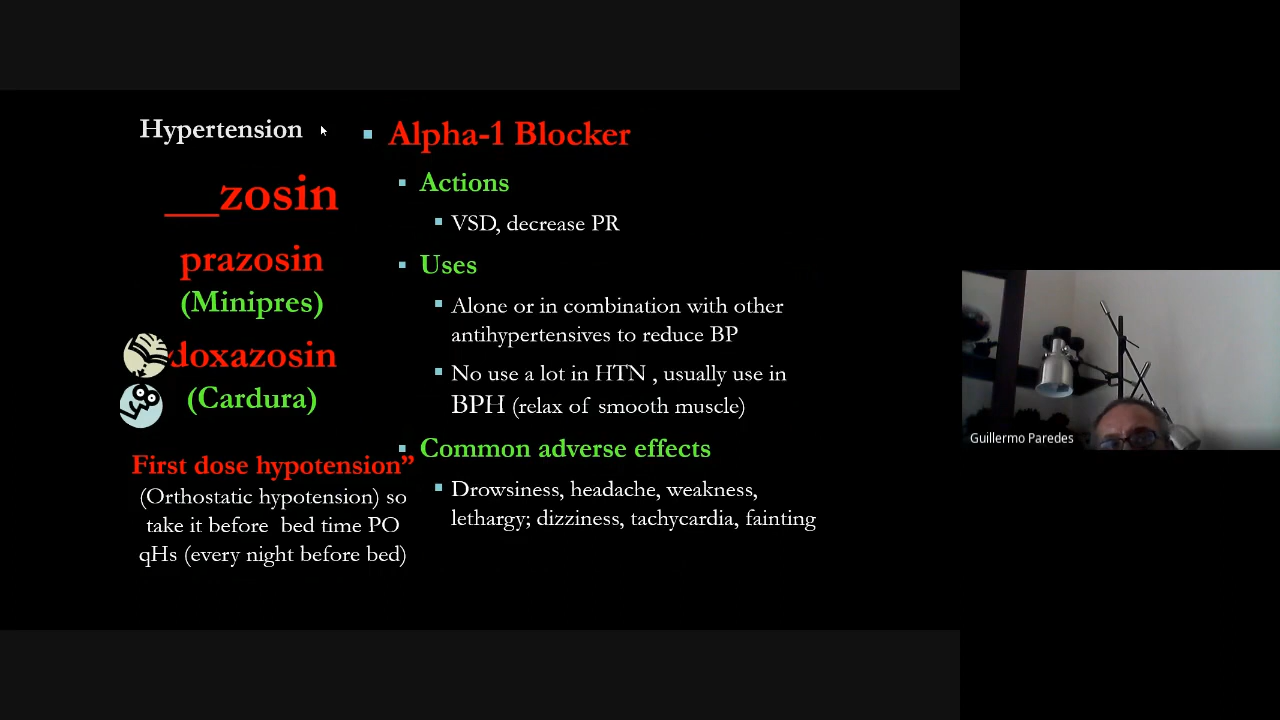 Hypertension
__zosin
prazosin
(Minipres)
doxazosin
(Cardura)
First dose hypotension”
(Orthostatic hypotension) so
take it before bed time PO
qHs (every night before bed)
Alpha-1 Blocker
Actions
VSD, decrease PR
Uses
Alone or in combination with other
antihypertensives to reduce BP
No use a lot in HTN , usually use in
BPH (relax of smooth muscle)
Common adverse effects
Drowsiness, headache, weakness,
lethargy; dizziness, tachycardia, fainting
Guillermo Paredes